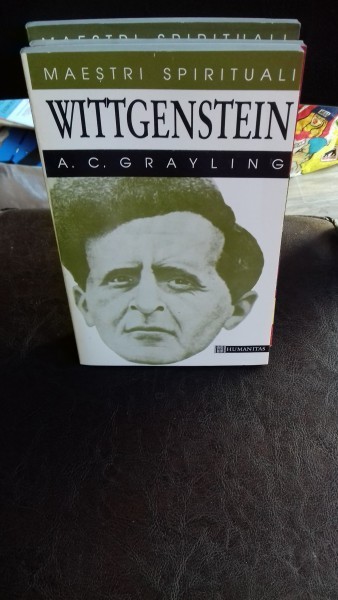 MAEȘTRI SPIRITUALI
MAEȘTRI SPIRITUALI
WITTGENSTEIN
A. C. GRAYLING
HUMANITAS